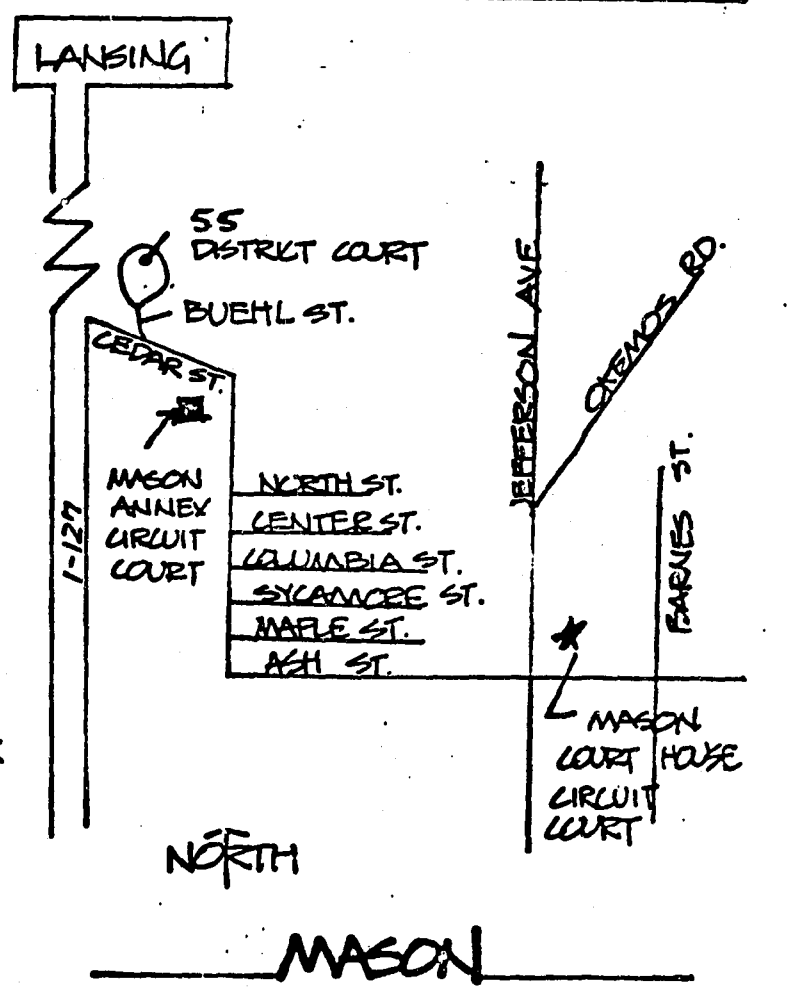 LANSING
55
DISTRICT COURT
BUEHL ST.
CEDAR ST.
JEFFERSON AVE
OKEMOS RD.
MASON
ANNEX
CIRCUIT
COURT
I-127
NORTH ST.
CENTER ST.
COLUMBIA ST.
SYCAMORE ST.
MAPLE ST.
ASH ST.
BARNES ST.
MASON
COURT HOUSE
CIRCUIT
COURT
NORTH
MASON